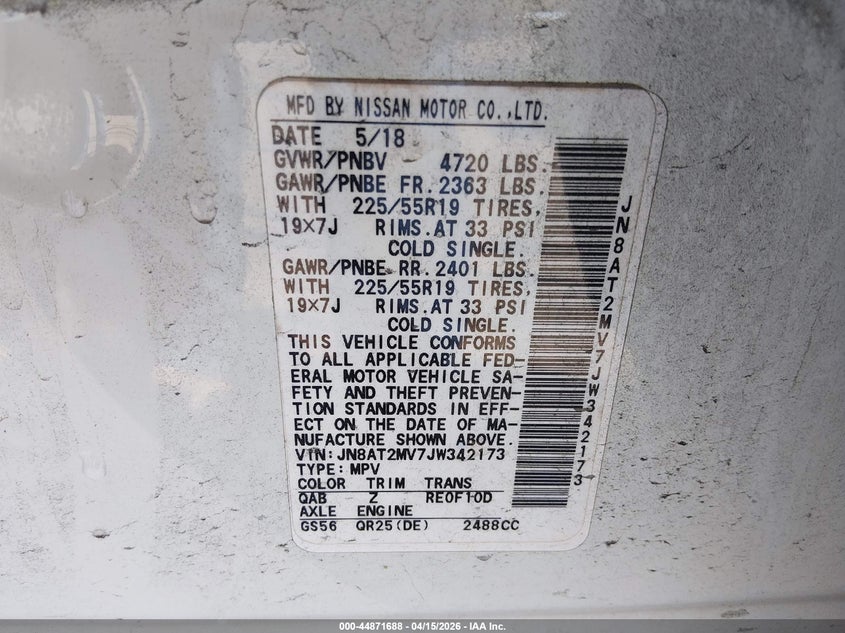 MFD BY NISSAN MOTOR CO.,LTD.
DATE 5/18
GVWR/PNBV 4720 LBS.
GAWR/PNBE FR. 2363 LBS.
WITH 225/55R19 TIRES,
19×7J RIMS. AT 33 PSI
COLD SINGLE.
GAWR/PNBE RR. 2401 LBS.
WITH 225/55R19 TIRES,
19×7J RIMS. AT 33 PSI
COLD SINGLE.
THIS VEHICLE CONFORMS
TO ALL APPLICABLE FED-
ERAL MOTOR VEHICLE SA-
FETY AND THEFT PREVEN-
TION STANDARDS IN EFF-
ECT ON THE DATE OF MA-
NUFACTURE SHOWN ABOVE.
VIN:JN8AT2MV7JW342173
TYPE:MPV
COLOR TRIM TRANS
QAB Z RE0F10D
AXLE ENGINE
GS56 QR25(DE) 2488CC
JN8AT2MV7JW342173
000-44871688 - 04/15/2026 - IAA Inc.